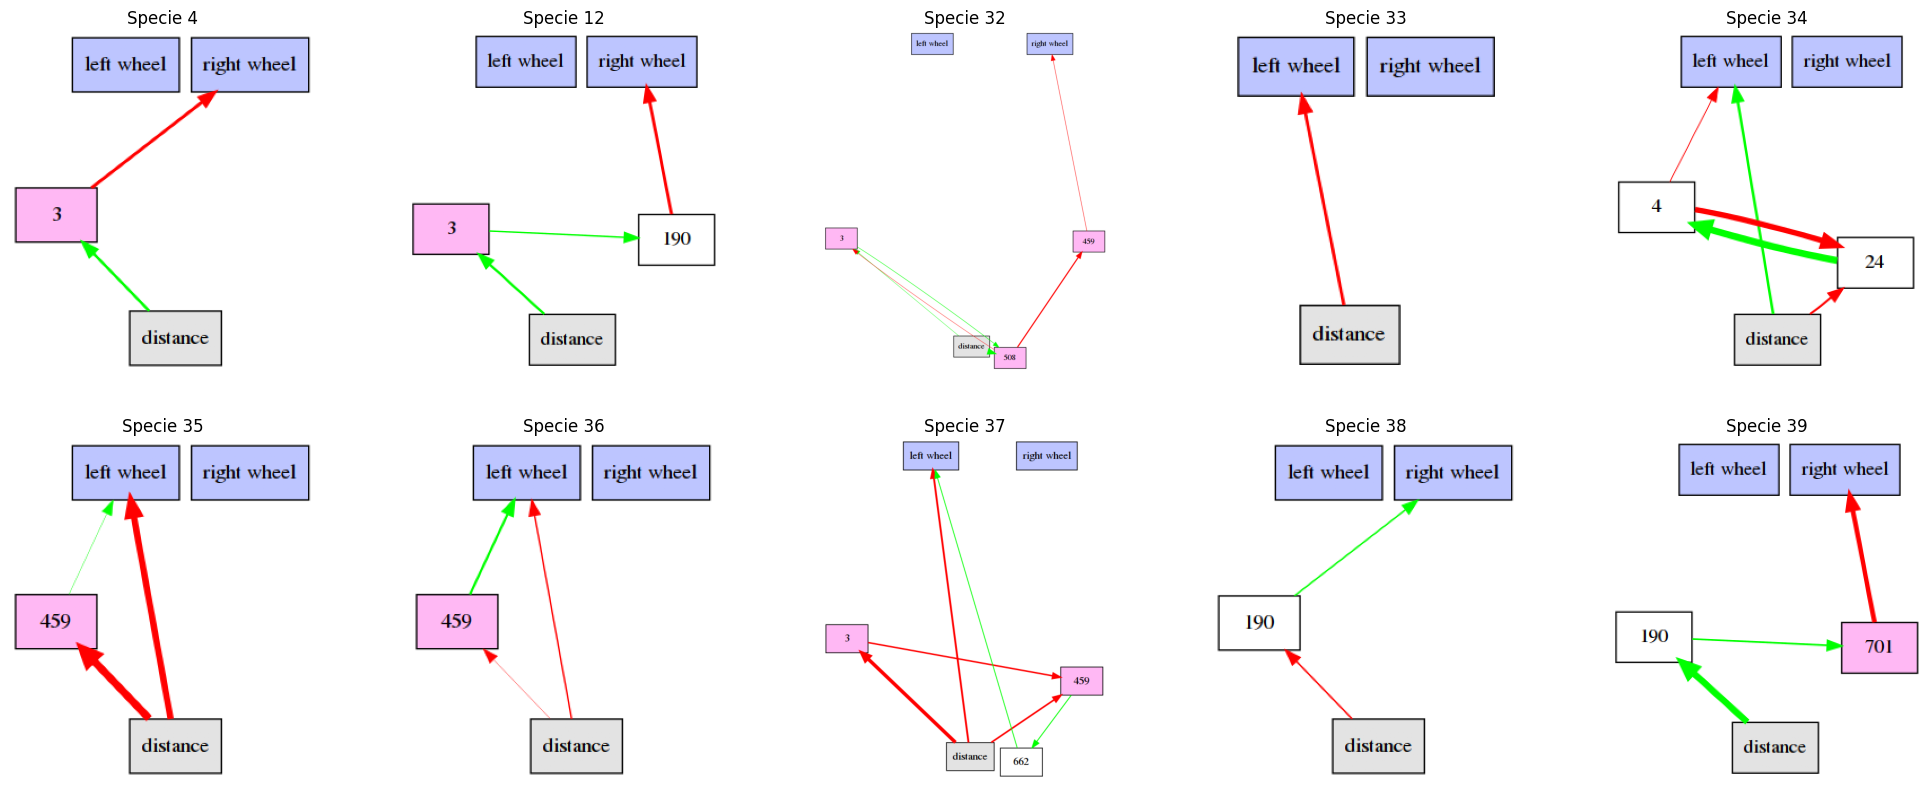 Specie 4
left wheel
right wheel
3
distance
Specie 12
left wheel
right wheel
3
190
distance
Specie 32
left wheel
right wheel
3
459
distance
508
Specie 33
left wheel
right wheel
distance
Specie 34
left wheel
right wheel
4
24
distance
Specie 35
left wheel
right wheel
459
distance
Specie 36
left wheel
right wheel
459
distance
Specie 37
left wheel
right wheel
3
459
distance
662
Specie 38
left wheel
right wheel
190
distance
Specie 39
left wheel
right wheel
190
701
distance